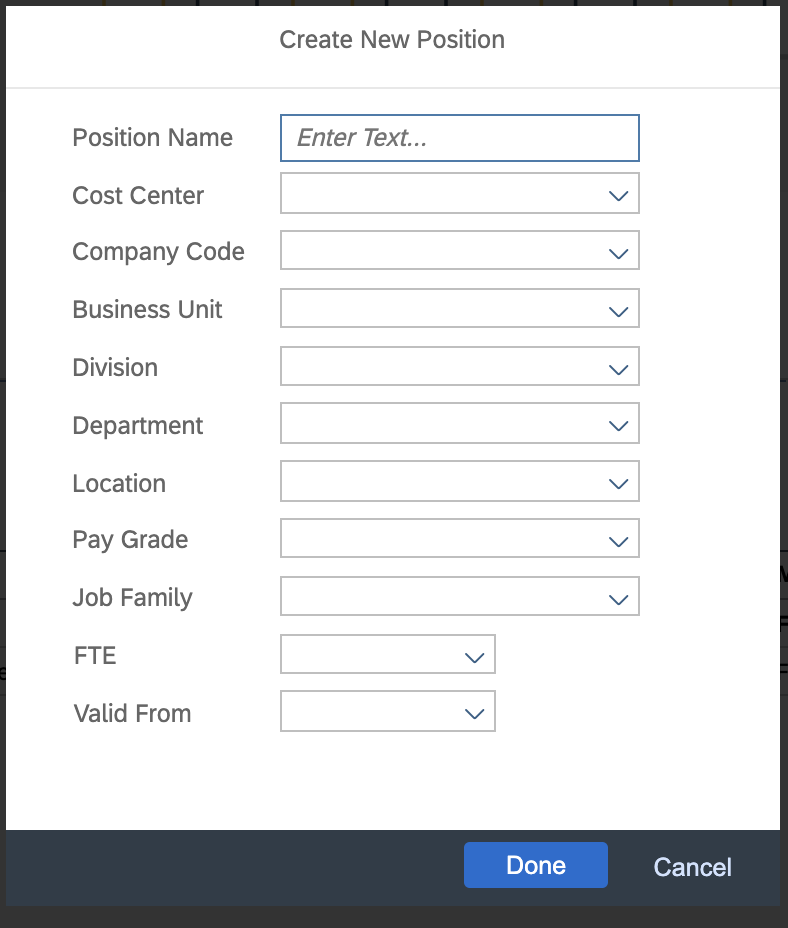 Create New Position
Position Name
Enter Text...
Cost Center
Company Code
Business Unit
Division
Department
Location
Pay Grade
Job Family
FTE
Valid From
Done
Cancel